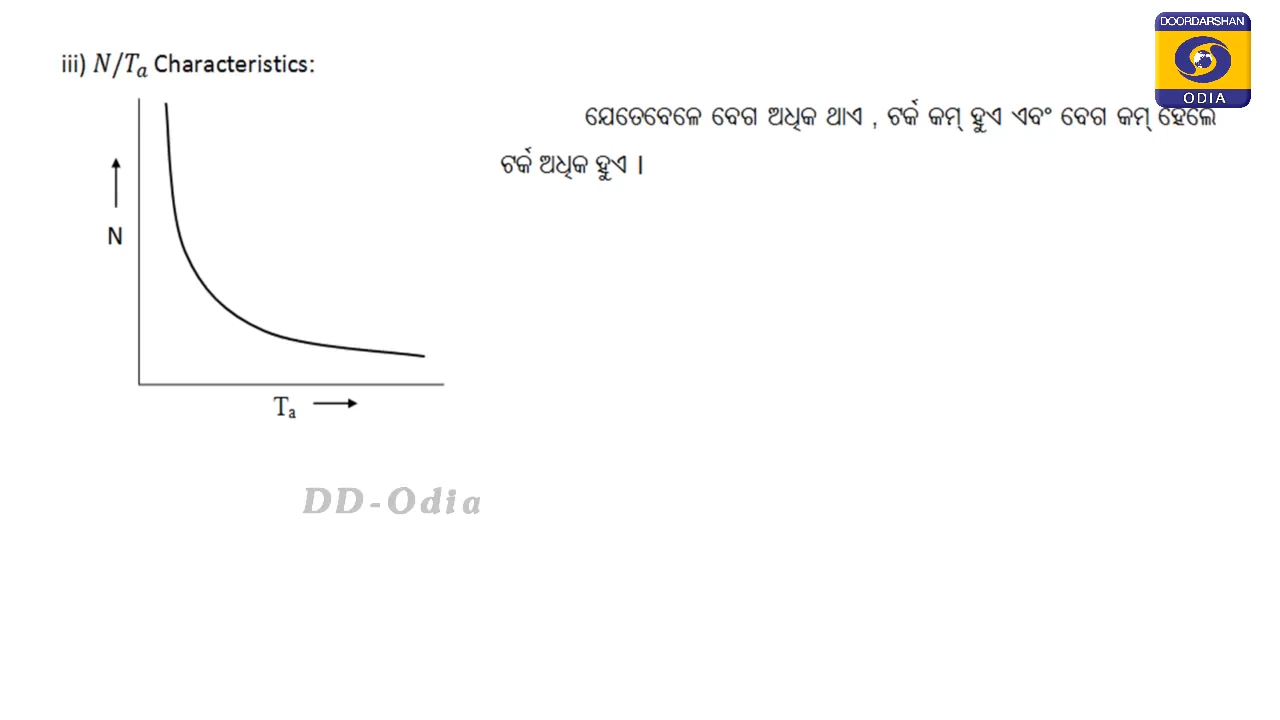 DOORDARSHAN
ODIA
iii) N/Tₐ Characteristics:
ଯେତେବେଳେ ବେଗ ଅଧିକ ଥାଏ , ଟର୍କ କମ୍ ହୁଏ ଏବଂ ବେଗ କମ୍ ହେଲେ
ଟର୍କ ଅଧିକ ହୁଏ ।
N
Tₐ
DD-Odia